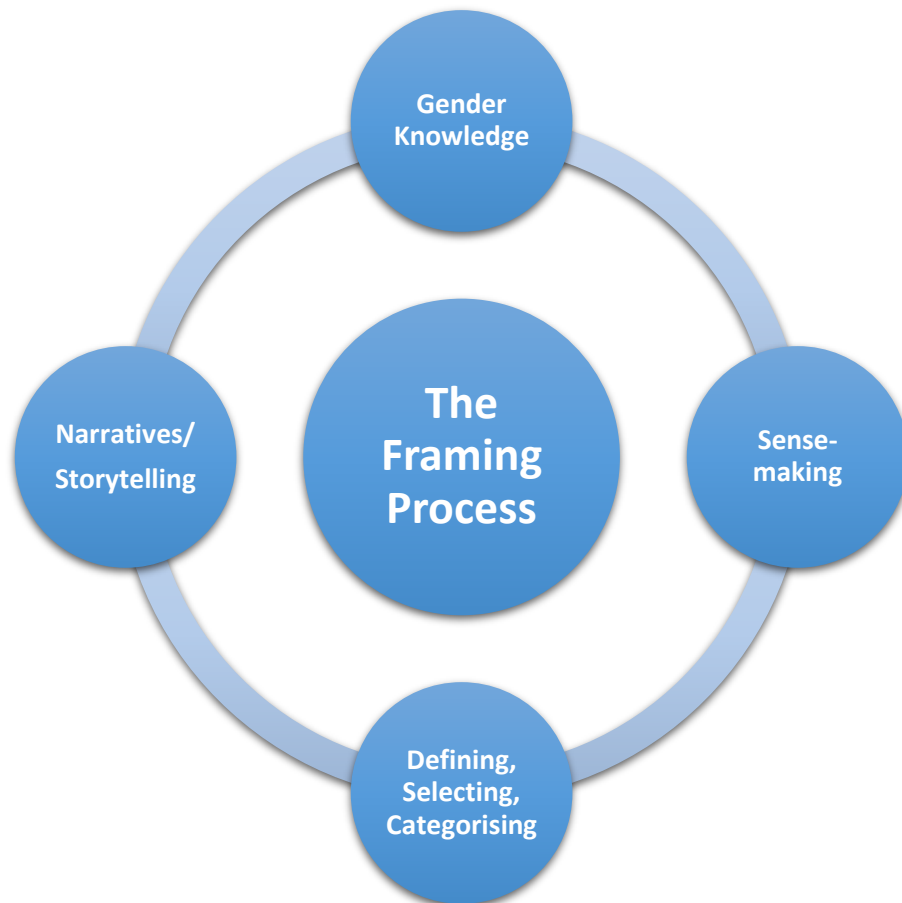 Gender
Knowledge
Narratives/
Storytelling
The
Framing
Process
Sense-
making
Defining,
Selecting,
Categorising